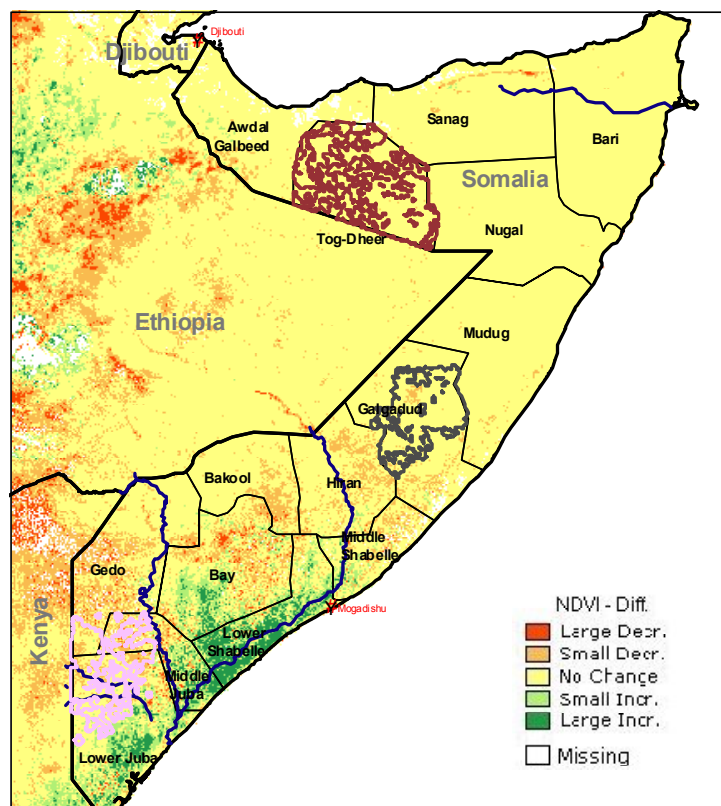 Djibouti
Djibouti
Awdal
Galbeed
Sanag
Bari
Somalia
Nugal
Tog-Dheer
Ethiopia
Mudug
Galgadud
Bakool
Hiran
Middle
Shabelle
Gedo
Bay
Kenya
Mogadishu
Lower
Shabelle
Middle
Juba
Lower Juba
NDVI - Diff.
Large Decr.
Small Decr.
No Change
Small Incr.
Large Incr.
Missing